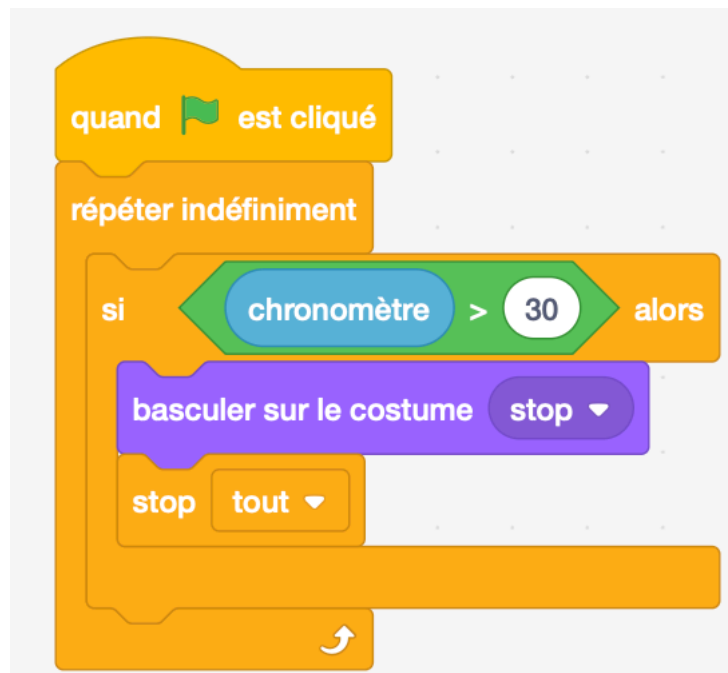 quand est cliqué
répéter indéfiniment
si chronomètre > 30 alors
basculer sur le costume stop
stop tout